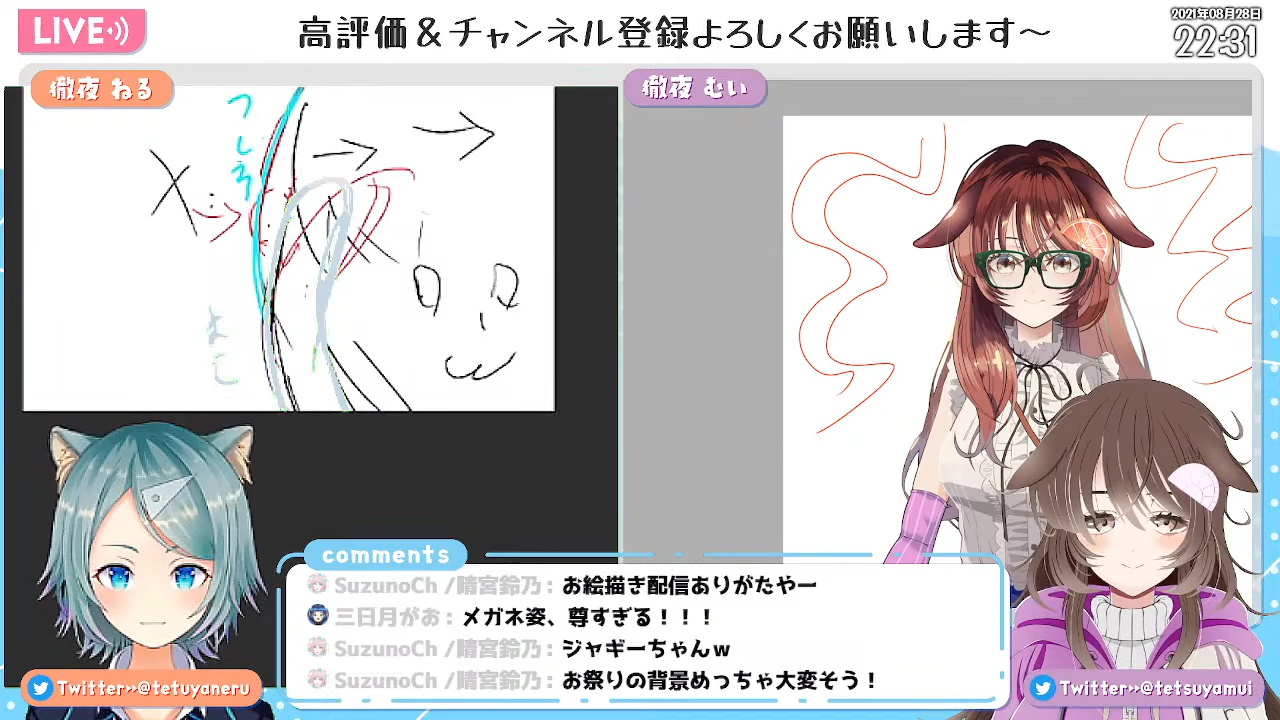 LIVE
高評価＆チャンネル登録よろしくお願いします～
2021年08月28日
22:31
徹夜 ねる
徹夜 むい
つ
し
ろ
よ
こ
comments
SuzunoCh /晴宮鈴乃 : お絵描き配信ありがたやー
三日月がお : メガネ姿、尊すぎる！！！
SuzunoCh /晴宮鈴乃 : ジャギーちゃんｗ
SuzunoCh /晴宮鈴乃 : お祭りの背景めっちゃ大変そう！
Twitter››@tetuyaneru
Twitter››@tetsuyamui